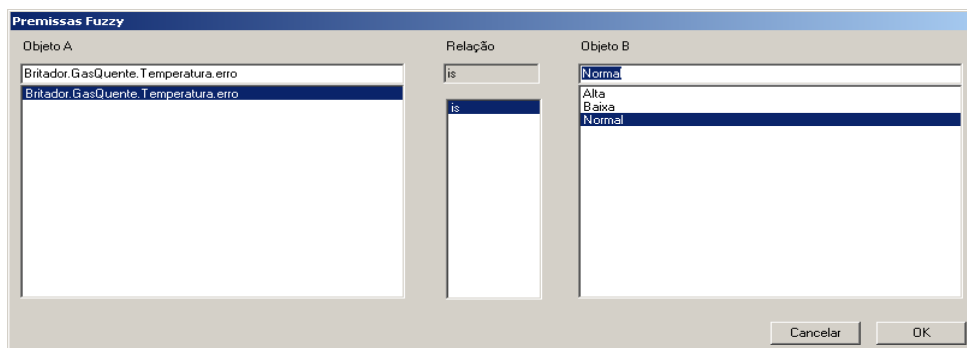 Premissas Fuzzy
Objeto A
Relação
Objeto B
Britador.GasQuente.Temperatura.erro
is
Normal
Britador.GasQuente.Temperatura.erro
is
Alta
Baixa
Normal
Cancelar
OK